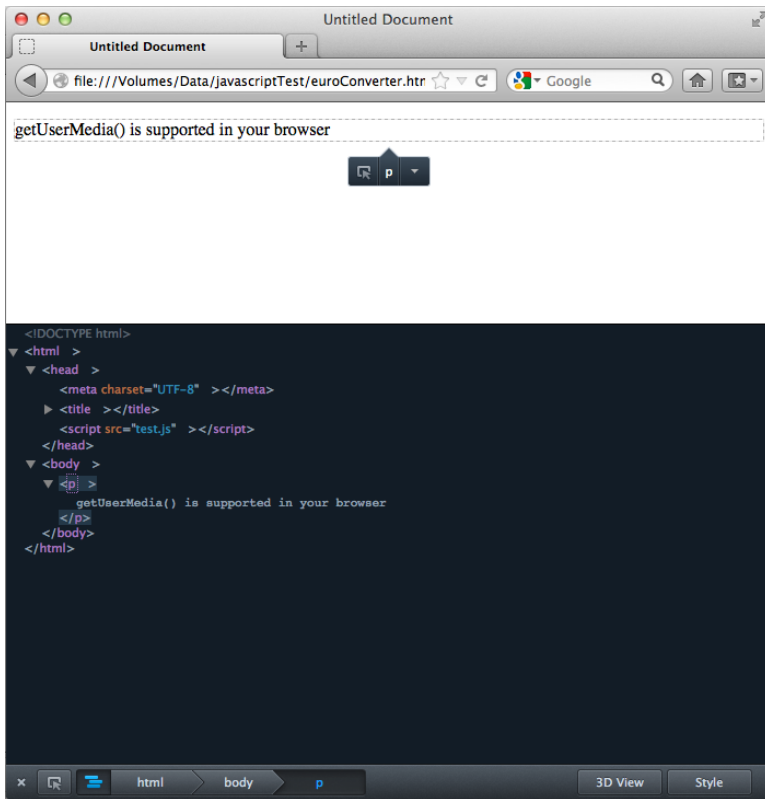 Untitled Document
Untitled Document
file:///Volumes/Data/javascriptTest/euroConverter.htm
Google
getUserMedia() is supported in your browser
p
<!DOCTYPE html>
<html >
<head >
<meta charset="UTF-8" ></meta>
<title ></title>
<script src="test.js" ></script>
</head>
<body >
<p >
getUserMedia() is supported in your browser
</p>
</body>
</html>
html body p 3D View Style